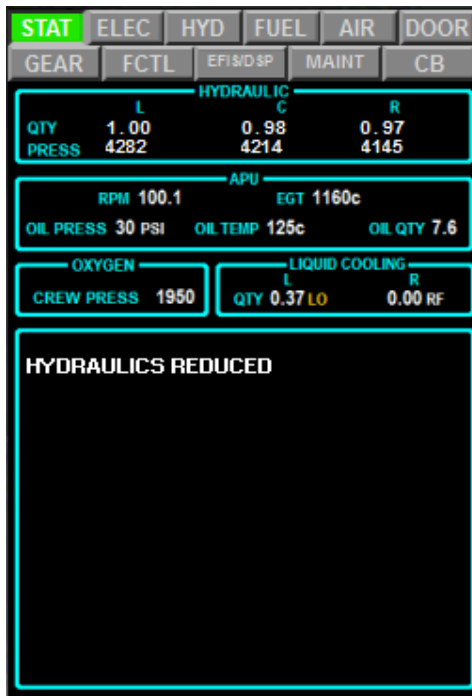 STAT ELEC HYD FUEL AIR DOOR
GEAR FCTL EFIS/DSP MAINT CB
HYDRAULIC
L C R
QTY 1.00 0.98 0.97
PRESS 4282 4214 4145
APU
RPM 100.1 EGT 1160c
OIL PRESS 30 PSI OIL TEMP 125c OIL QTY 7.6
OXYGEN LIQUID COOLING
L R
CREW PRESS 1950 QTY 0.37 LO 0.00 RF
HYDRAULICS REDUCED